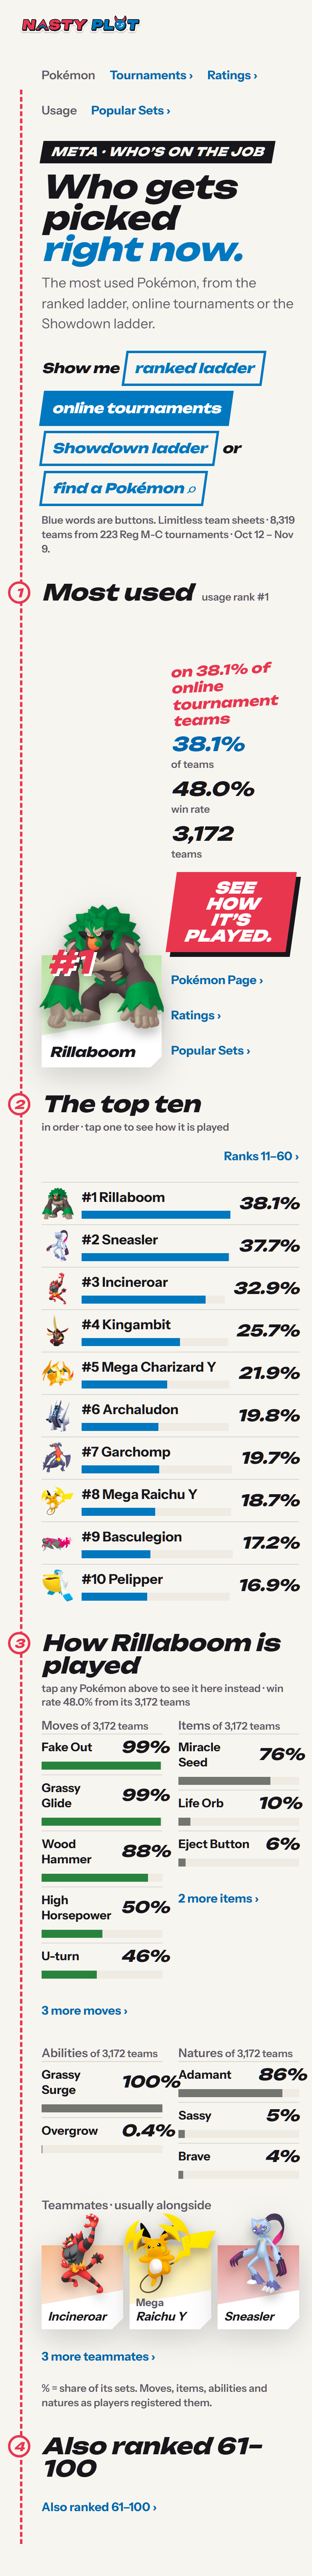 NASTY PLOT
Pokémon Tournaments › Ratings ›
Usage Popular Sets ›
META · WHO'S ON THE JOB
Who gets
picked
right now.
The most used Pokémon, from the
ranked ladder, online tournaments or the
Showdown ladder.
Show me ranked ladder
online tournaments
Showdown ladder or
find a Pokémon ⌕
Blue words are buttons. Limitless team sheets · 8,319
teams from 223 Reg M-C tournaments · Oct 12 – Nov
9.
1 Most used usage rank #1
on 38.1% of
online
tournament
teams
38.1%
of teams
48.0%
win rate
3,172
teams
SEE
HOW
IT'S
PLAYED.
#1
Rillaboom
Pokémon Page ›
Ratings ›
Popular Sets ›
2 The top ten
in order · tap one to see how it is played
Ranks 11–60 ›
#1 Rillaboom 38.1%
#2 Sneasler 37.7%
#3 Incineroar 32.9%
#4 Kingambit 25.7%
#5 Mega Charizard Y 21.9%
#6 Archaludon 19.8%
#7 Garchomp 19.7%
#8 Mega Raichu Y 18.7%
#9 Basculegion 17.2%
#10 Pelipper 16.9%
3 How Rillaboom is
played
tap any Pokémon above to see it here instead · win
rate 48.0% from its 3,172 teams
Moves of 3,172 teams
Fake Out 99%
Grassy
Glide 99%
Wood
Hammer 88%
High
Horsepower 50%
U-turn 46%
3 more moves ›
Items of 3,172 teams
Miracle
Seed 76%
Life Orb 10%
Eject Button 6%
2 more items ›
Abilities of 3,172 teams
Grassy
Surge 100%
Overgrow 0.4%
Natures of 3,172 teams
Adamant 86%
Sassy 5%
Brave 4%
Teammates · usually alongside
Incineroar
Mega
Raichu Y
Sneasler
3 more teammates ›
% = share of its sets. Moves, items, abilities and
natures as players registered them.
4 Also ranked 61–
100
Also ranked 61–100 ›